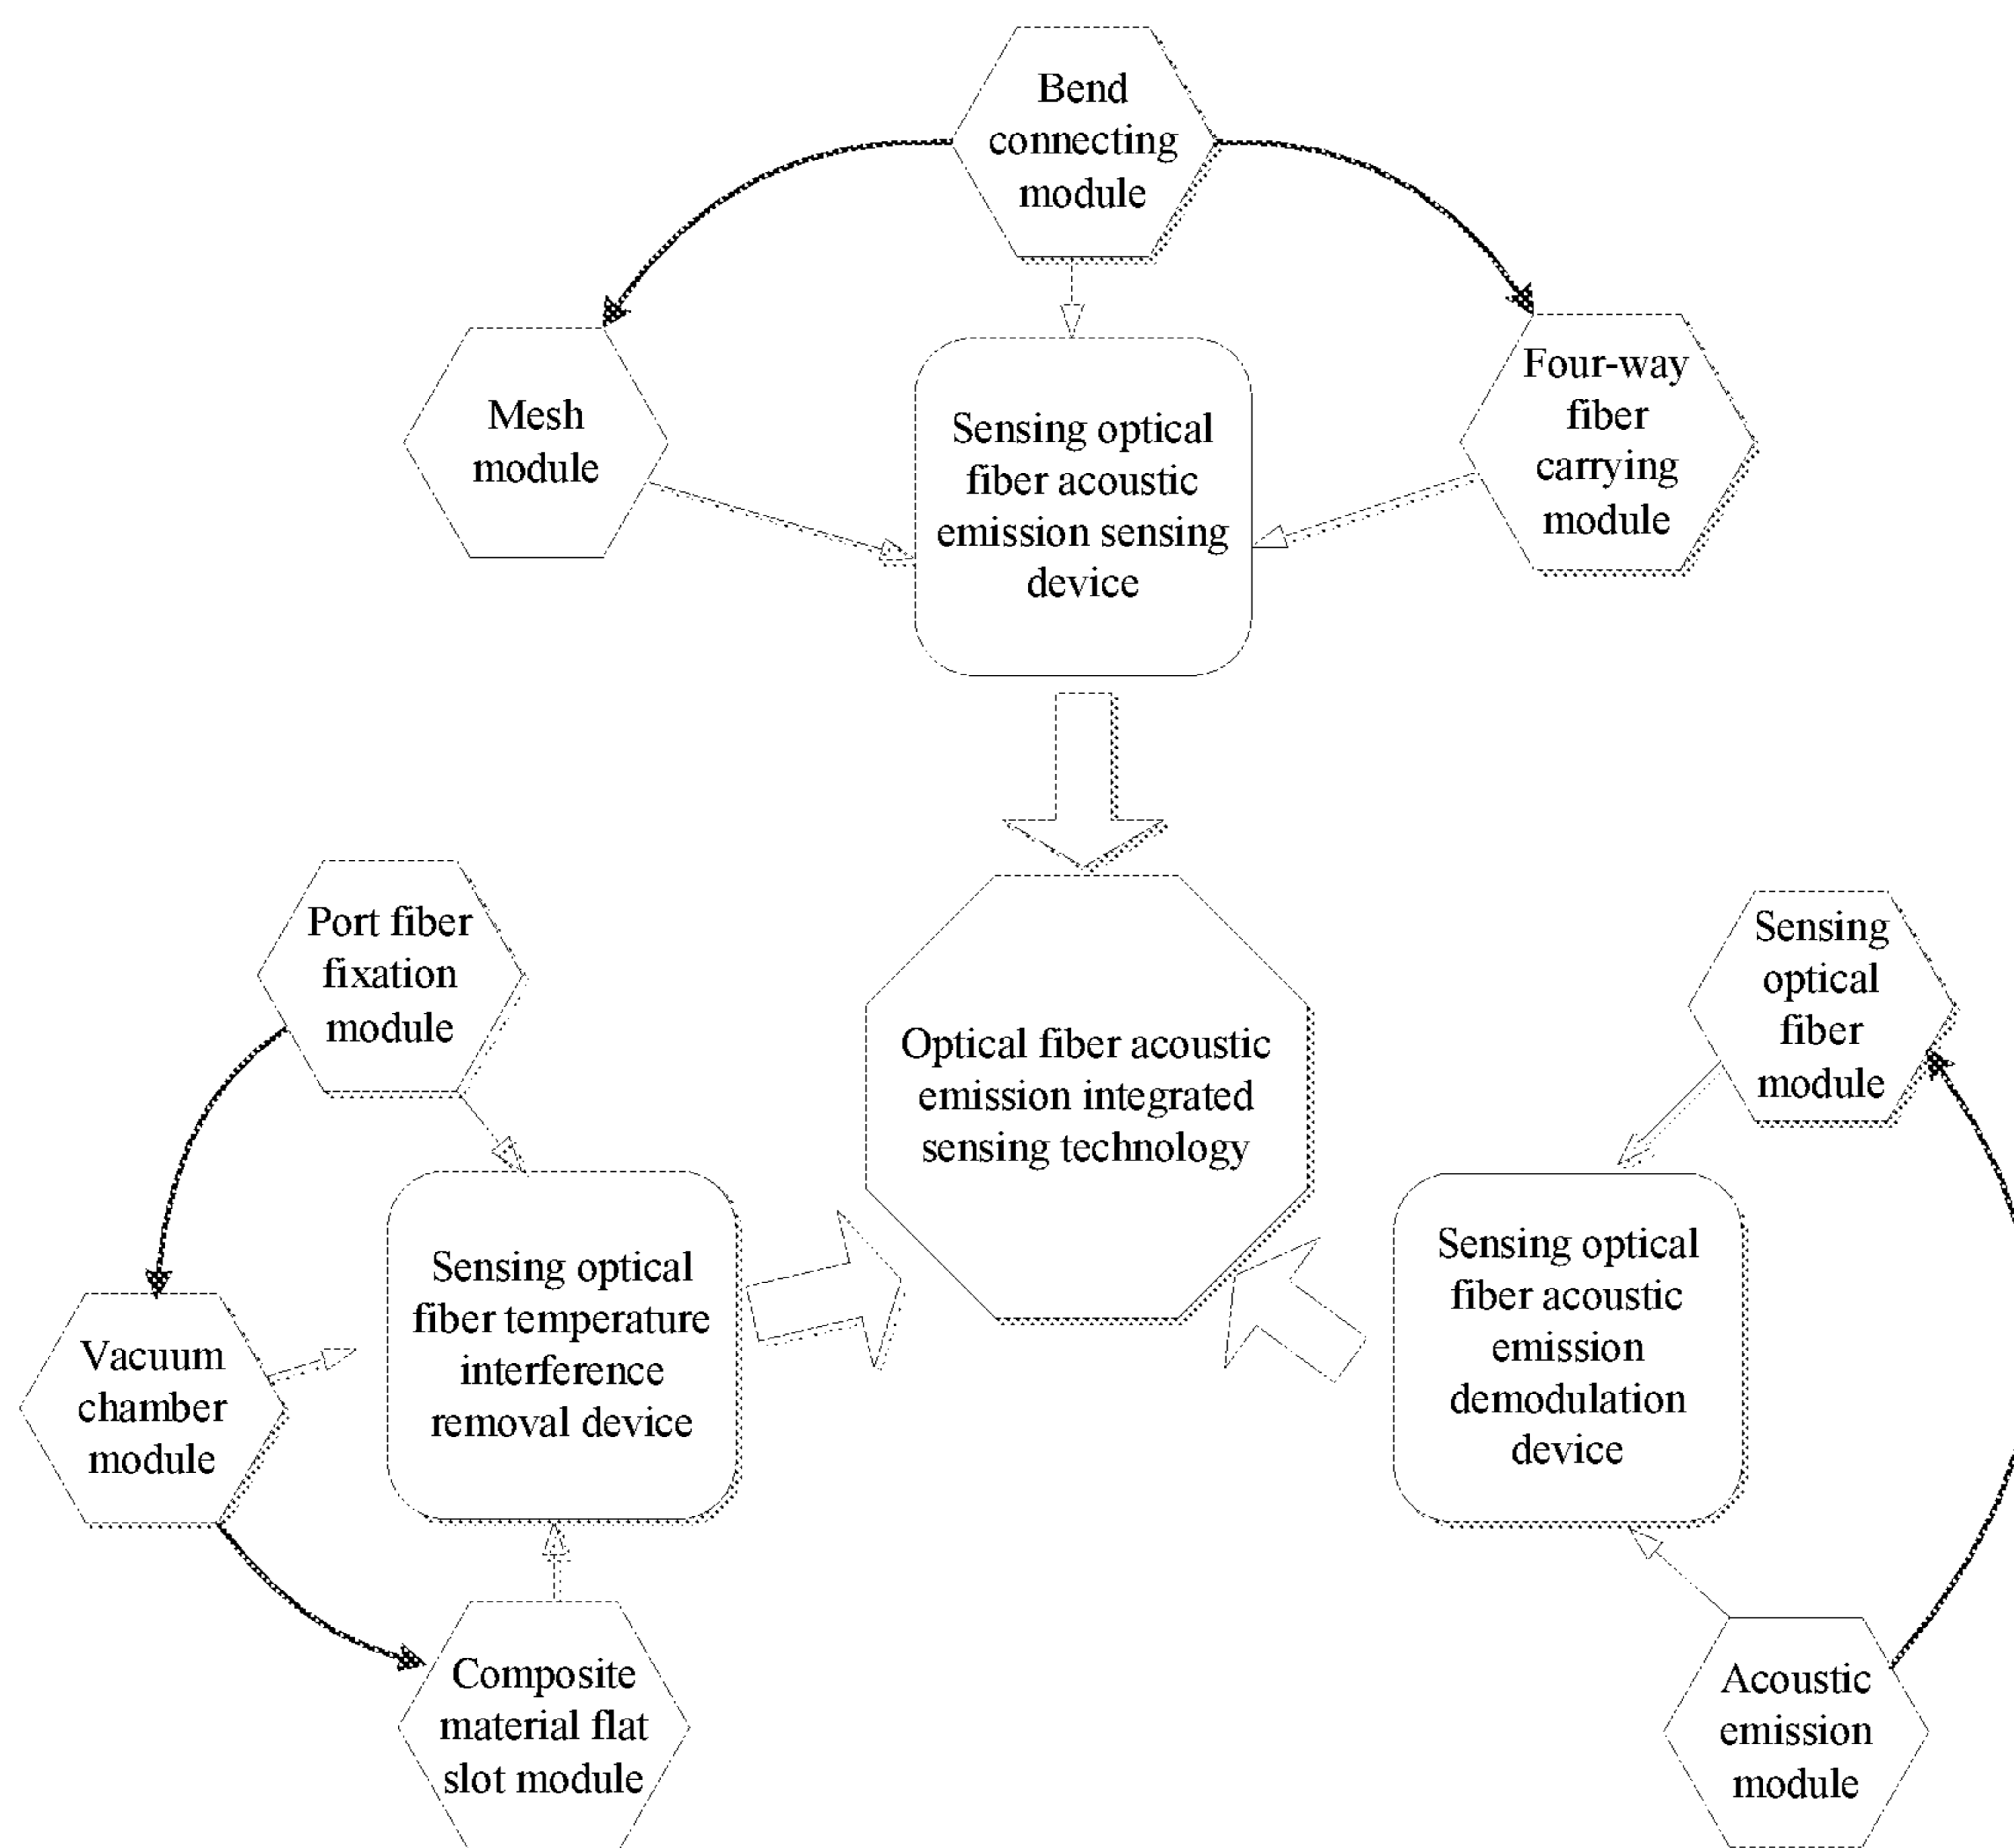 Bend
connecting
module
Mesh
module
Sensing optical
fiber acoustic
emission sensing
device
Four-way
fiber
carrying
module
Port fiber
fixation
module
Optical fiber acoustic
emission integrated
sensing technology
Sensing
optical
fiber
module
Vacuum
chamber
module
Sensing optical
fiber temperature
interference
removal device
Sensing optical
fiber acoustic
emission
demodulation
device
Composite
material flat
slot module
Acoustic
emission
module